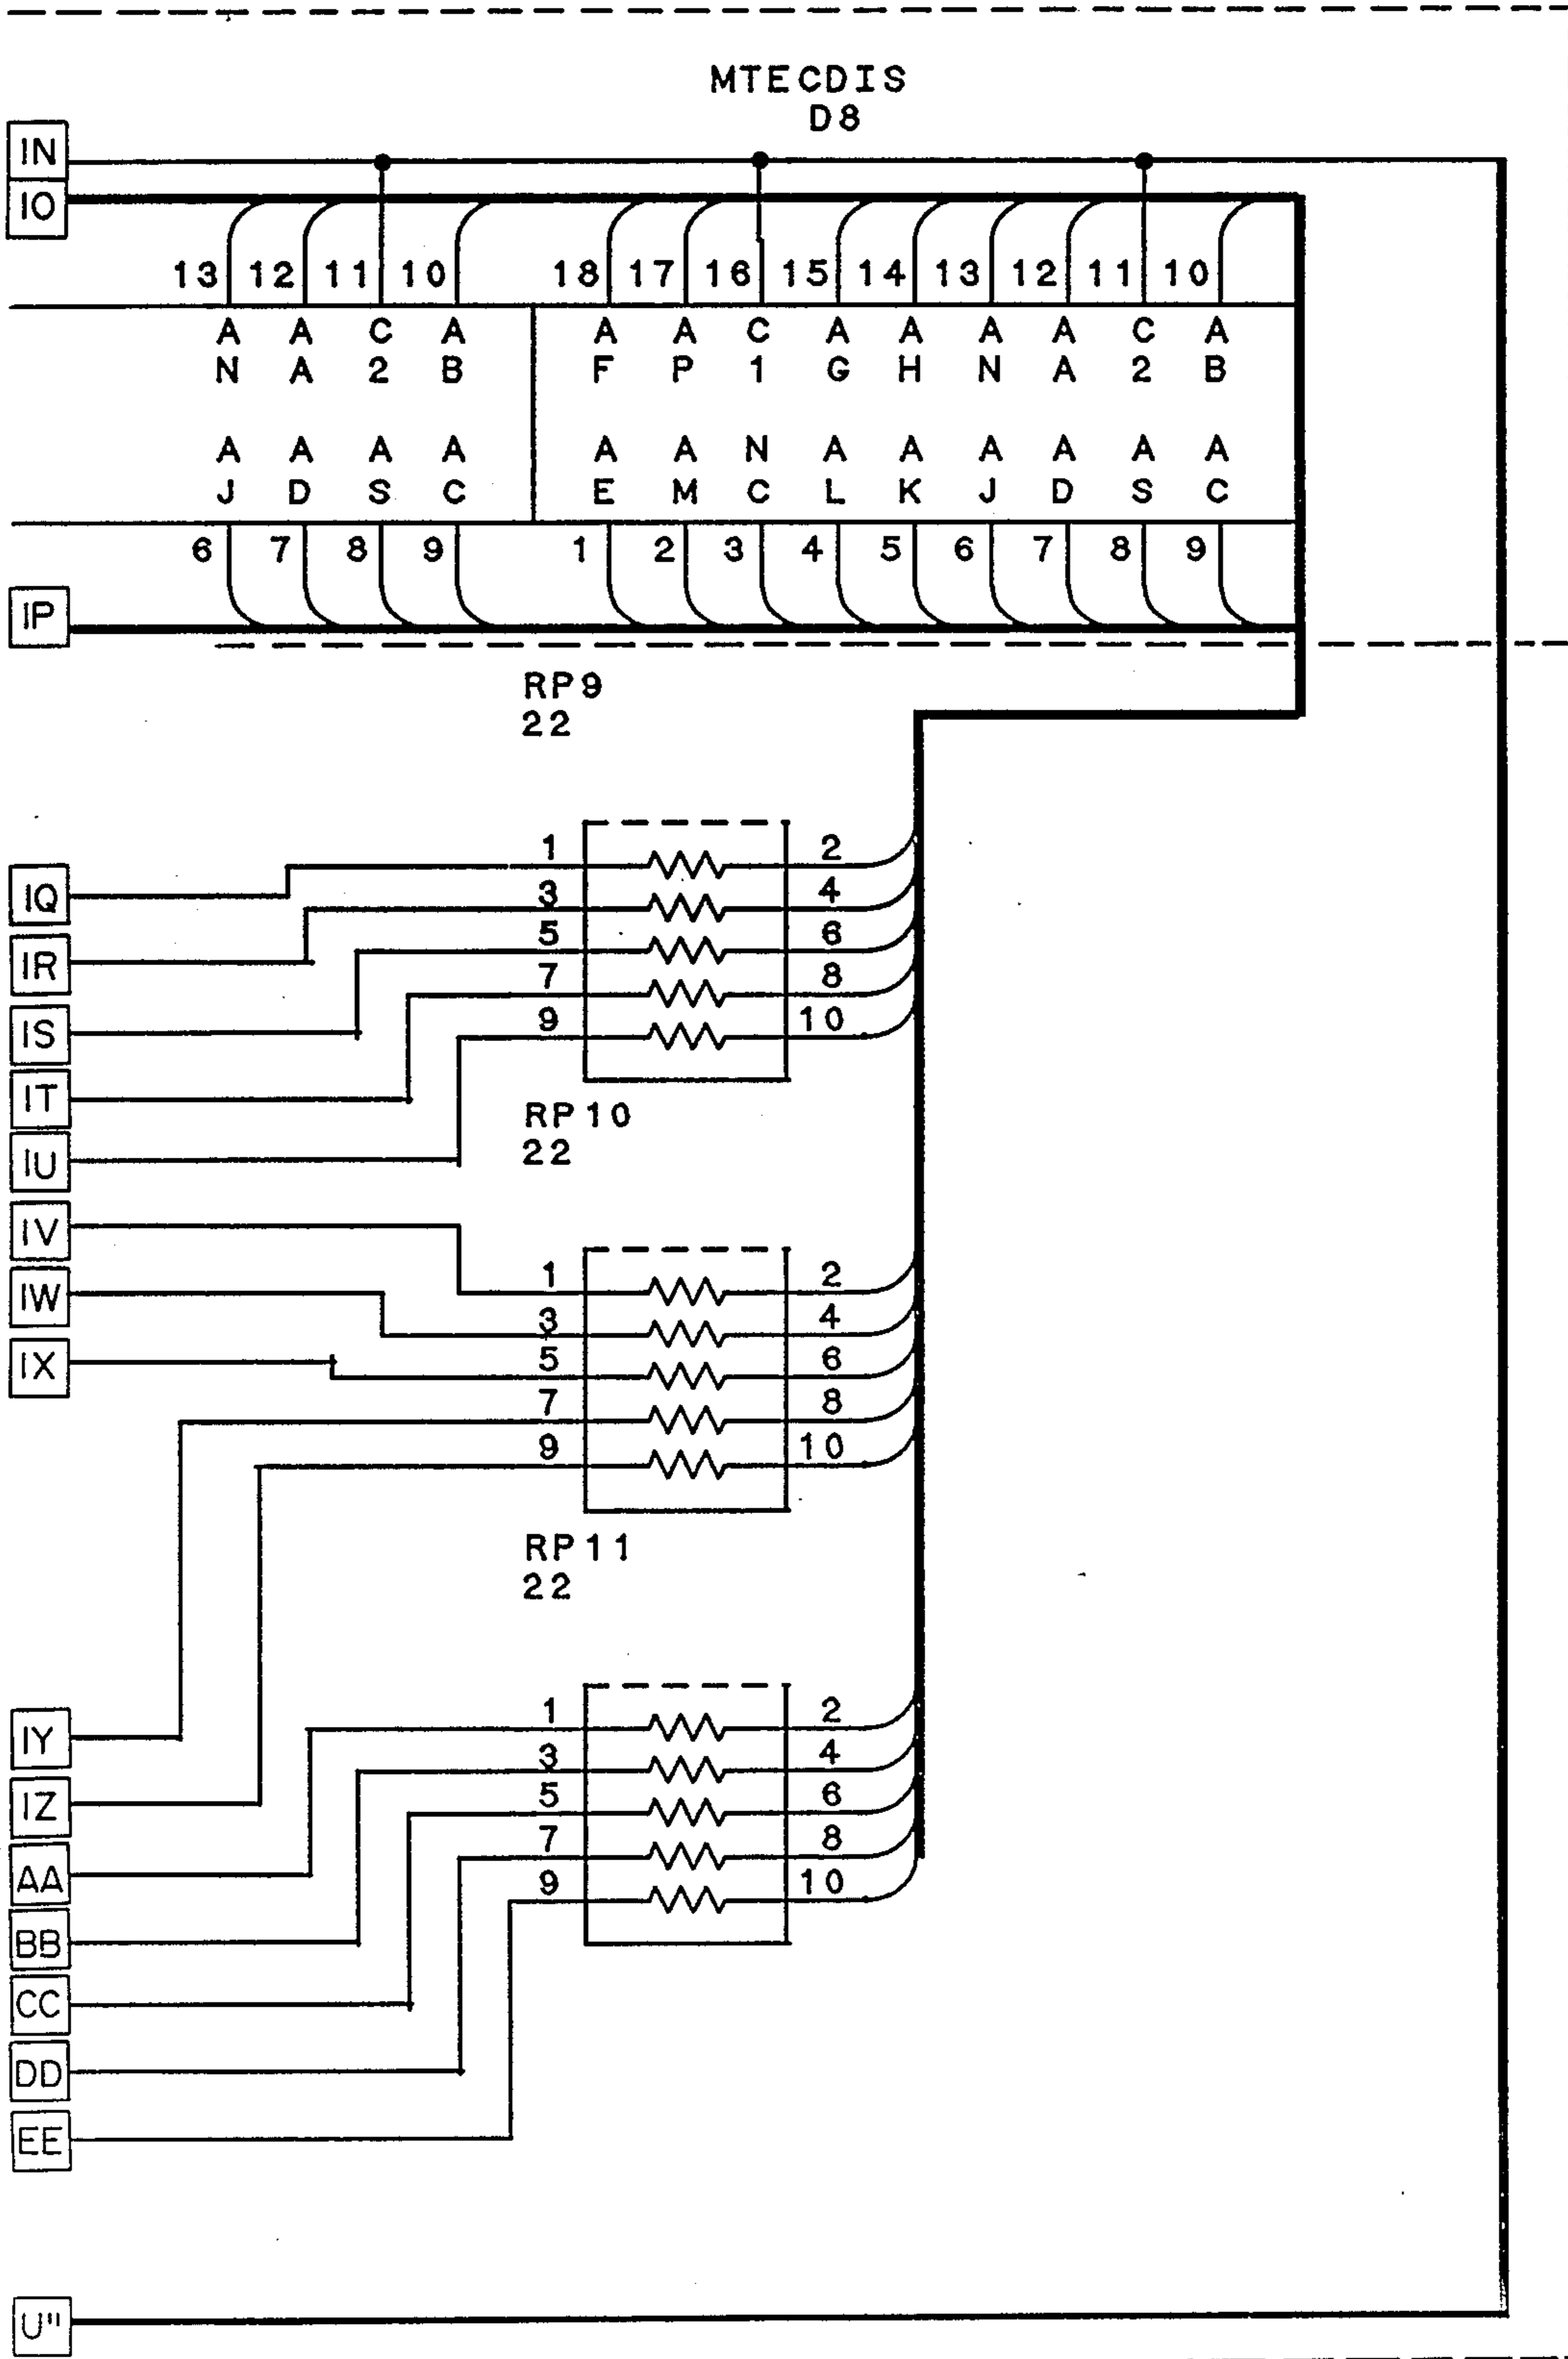 MTECDIS
D8
IN
IO
13 12 11 10 18 17 16 15 14 13 12 11 10
A A C A A A C A A A A C A
N A 2 B F P 1 G H N A 2 B
A A A A A A N A A A A A A
J D S C E M C L K J D S C
6 7 8 9 1 2 3 4 5 6 7 8 9
IP
RP9
22
1 2
IQ
3 4
5 6
IR
7 8
9 10
IS
IT
RP10
22
IU
IV
1 2
IW
3 4
5 6
IX
7 8
9 10
RP11
22
1 2
IY
3 4
IZ
5 6
7 8
AA
9 10
BB
CC
DD
EE
U"